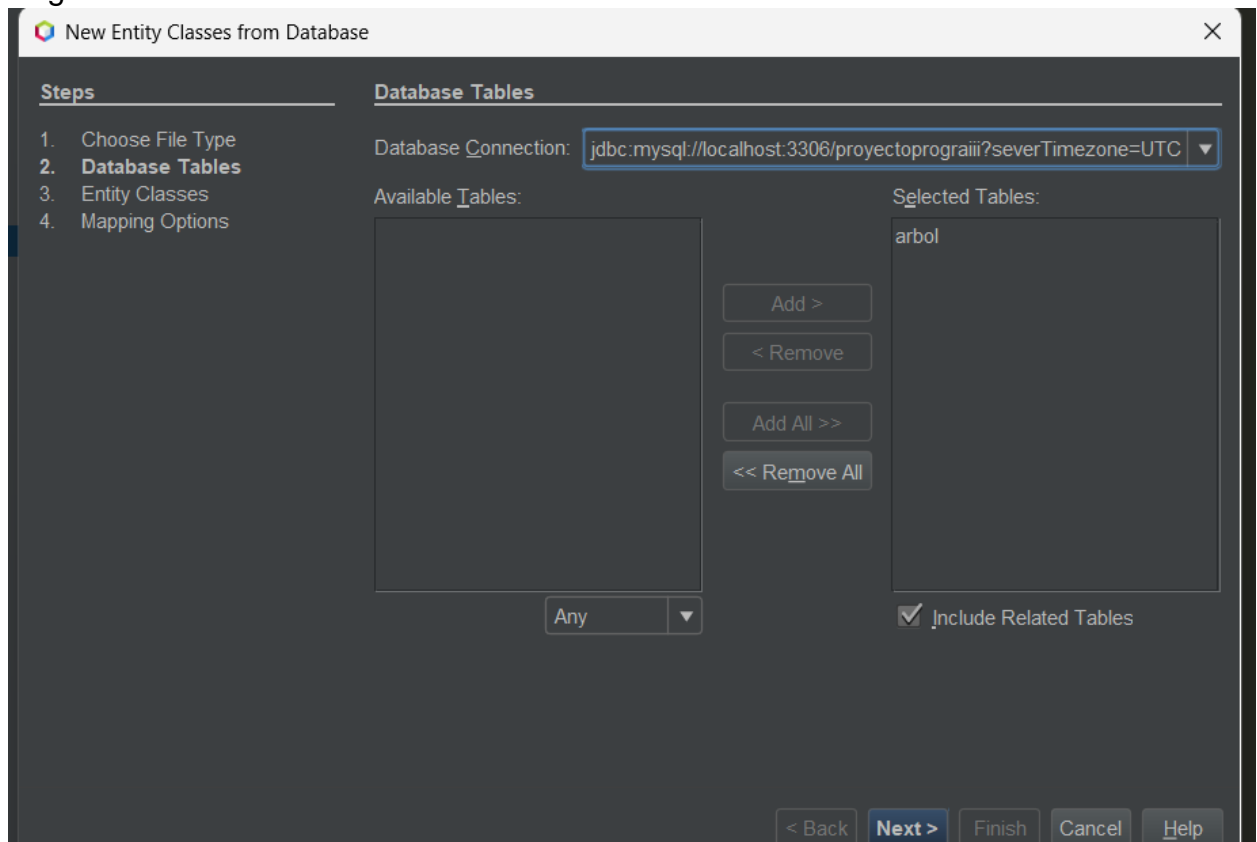 New Entity Classes from Database
Steps
1. Choose File Type
2. Database Tables
3. Entity Classes
4. Mapping Options
Database Tables
Database Connection: jdbc:mysql://localhost:3306/proyectoprograiii?severTimezone=UTC
Available Tables:
Any
Add >
< Remove
Add All >>
<< Remove All
Selected Tables:
arbol
Include Related Tables
< Back Next > Finish Cancel Help